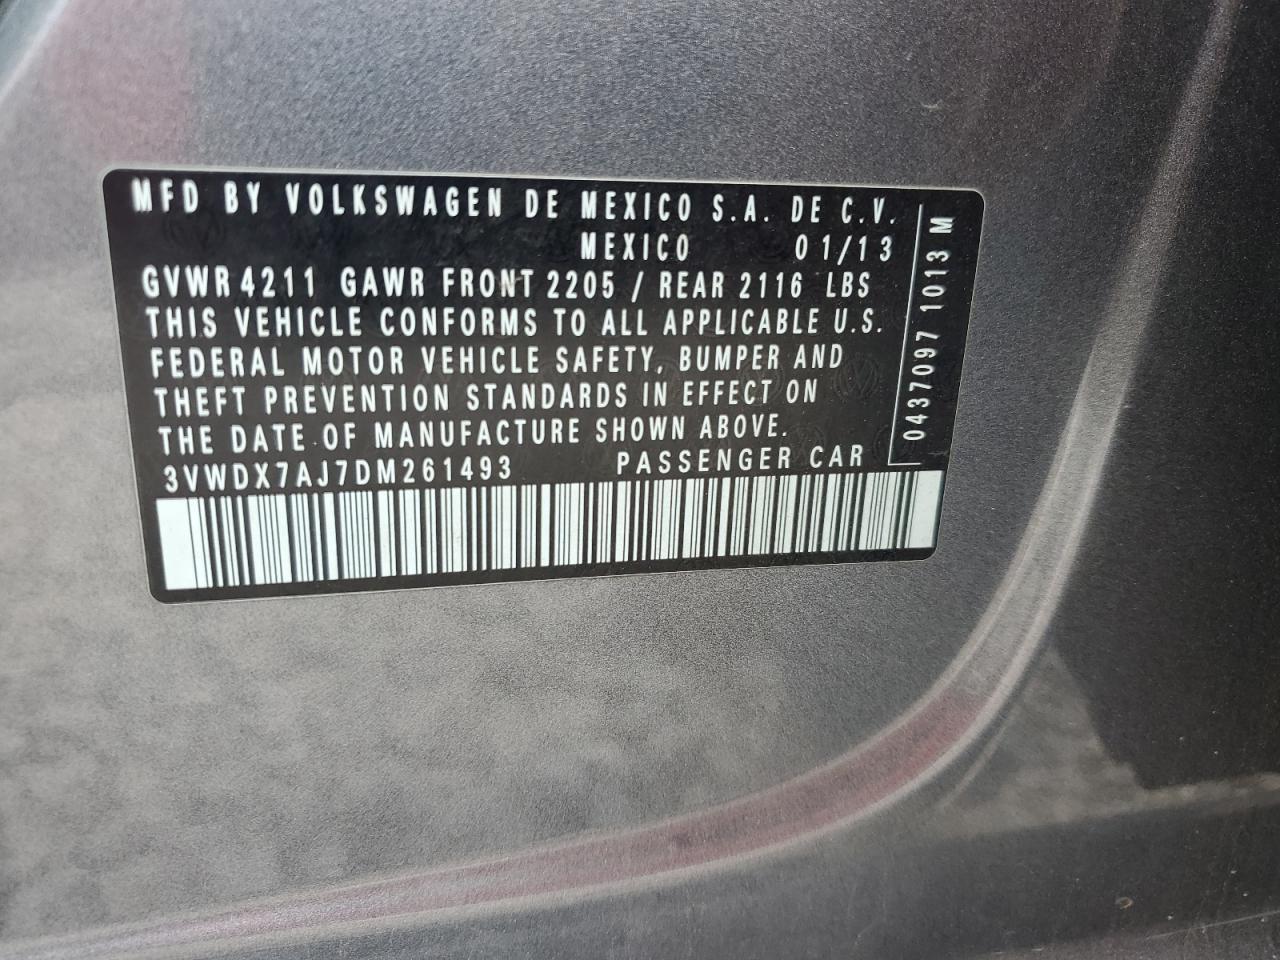 MFD BY VOLKSWAGEN DE MEXICO S.A. DE C.V.
MEXICO 01/13
GVWR 4211 GAWR FRONT 2205 / REAR 2116 LBS
THIS VEHICLE CONFORMS TO ALL APPLICABLE U.S.
FEDERAL MOTOR VEHICLE SAFETY, BUMPER AND
THEFT PREVENTION STANDARDS IN EFFECT ON
THE DATE OF MANUFACTURE SHOWN ABOVE.
3VWDX7AJ7DM261493 PASSENGER CAR
0437097 1013 M